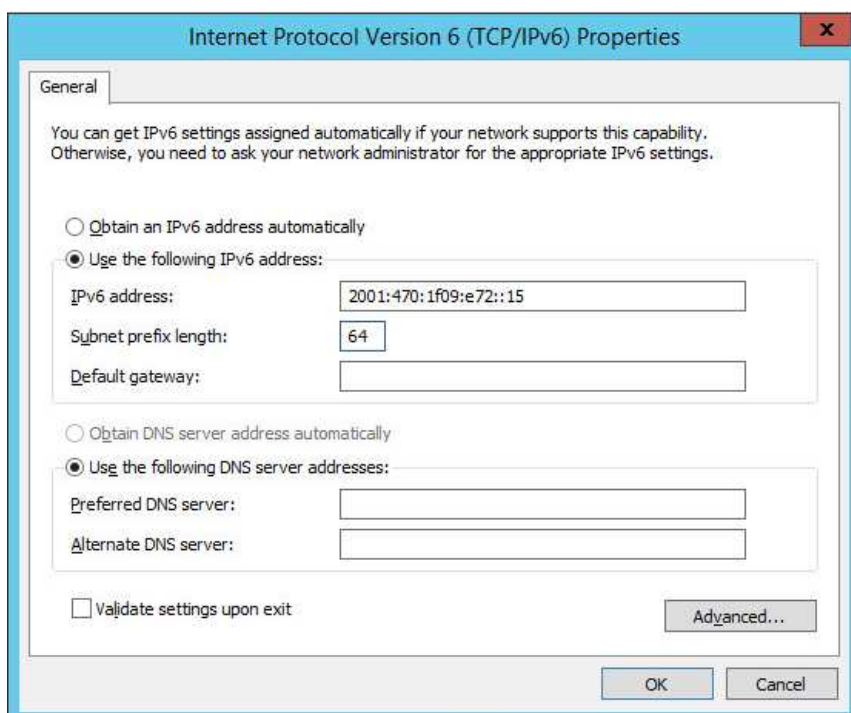 Internet Protocol Version 6 (TCP/IPv6) Properties
x
General
You can get IPv6 settings assigned automatically if your network supports this capability.
Otherwise, you need to ask your network administrator for the appropriate IPv6 settings.
Obtain an IPv6 address automatically
Use the following IPv6 address:
IPv6 address: 2001:470:1f09:e72::15
Subnet prefix length: 64
Default gateway:
Obtain DNS server address automatically
Use the following DNS server addresses:
Preferred DNS server:
Alternate DNS server:
Validate settings upon exit
Advanced...
OK Cancel